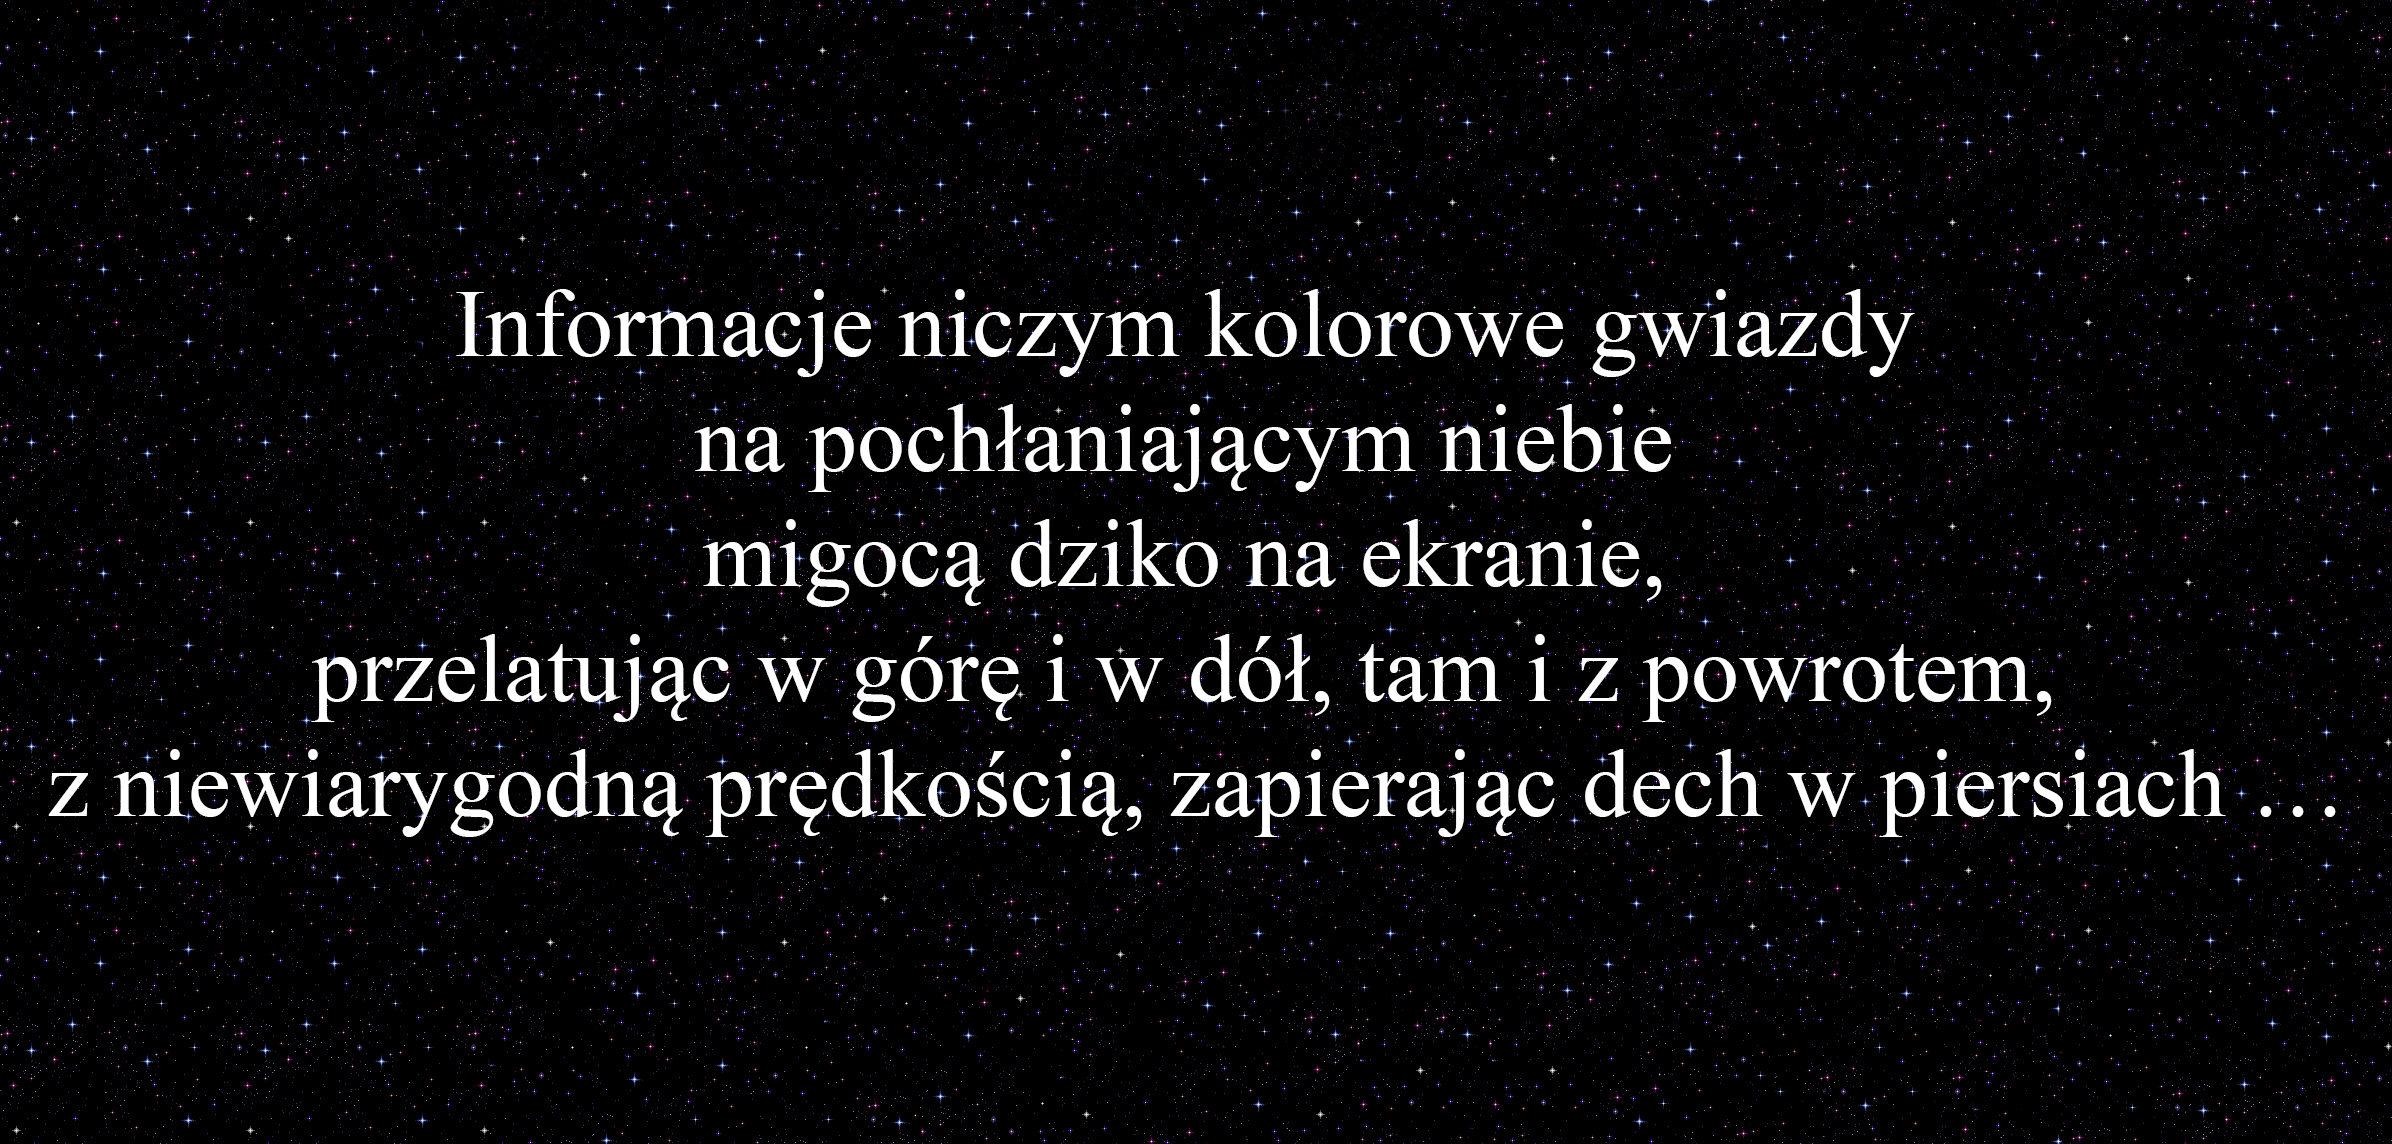 Informacje niczym kolorowe gwiazdy
na pochłaniającym niebie
migocą dziko na ekranie,
przelatując w górę i w dół, tam i z powrotem,
z niewiarygodną prędkością, zapierając dech w piersiach …